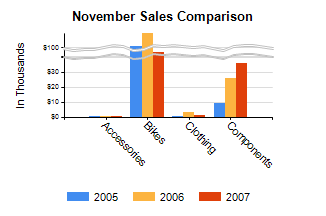 November Sales Comparison
In Thousands
$100
$30
$20
$10
$0
Accessories
Bikes
Clothing
Components
2005 2006 2007